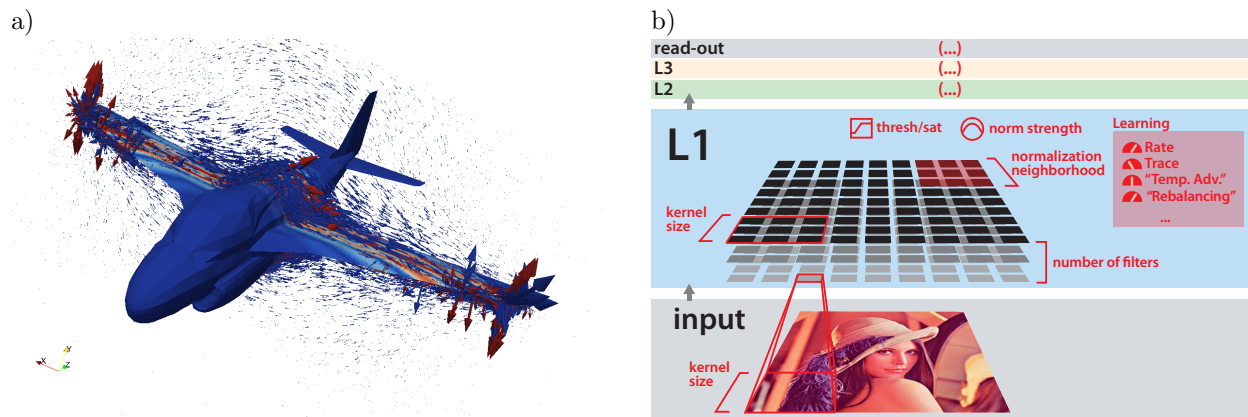 a)
X
Y
Z
b)
read-out (...)
L3 (...)
L2 (...)
L1
thresh/sat
norm strength
Learning
Rate
Trace
"Temp. Adv."
"Rebalancing"
...
normalization
neighborhood
kernel
size
number of filters
input
kernel
size